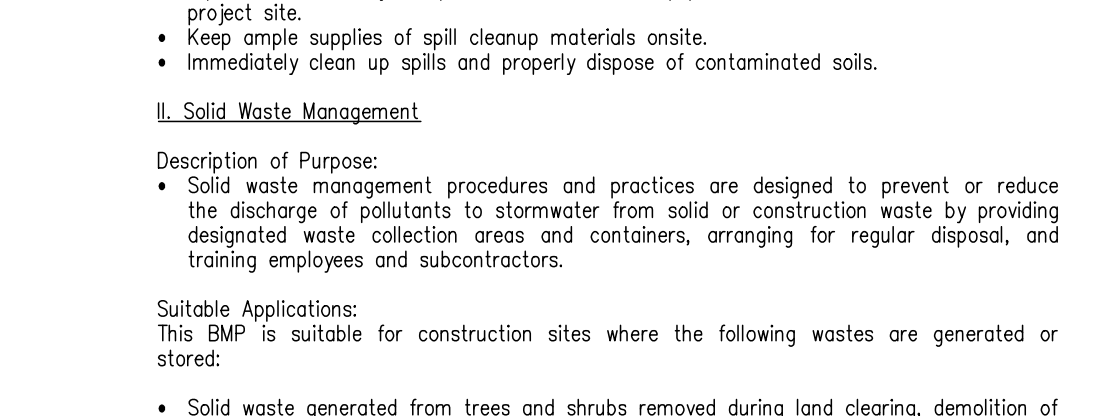 project site.
• Keep ample supplies of spill cleanup materials onsite.
• Immediately clean up spills and properly dispose of contaminated soils.
II. Solid Waste Management
Description of Purpose:
• Solid waste management procedures and practices are designed to prevent or reduce
the discharge of pollutants to stormwater from solid or construction waste by providing
designated waste collection areas and containers, arranging for regular disposal, and
training employees and subcontractors.
Suitable Applications:
This BMP is suitable for construction sites where the following wastes are generated or
stored:
• Solid waste generated from trees and shrubs removed during land clearing, demolition of